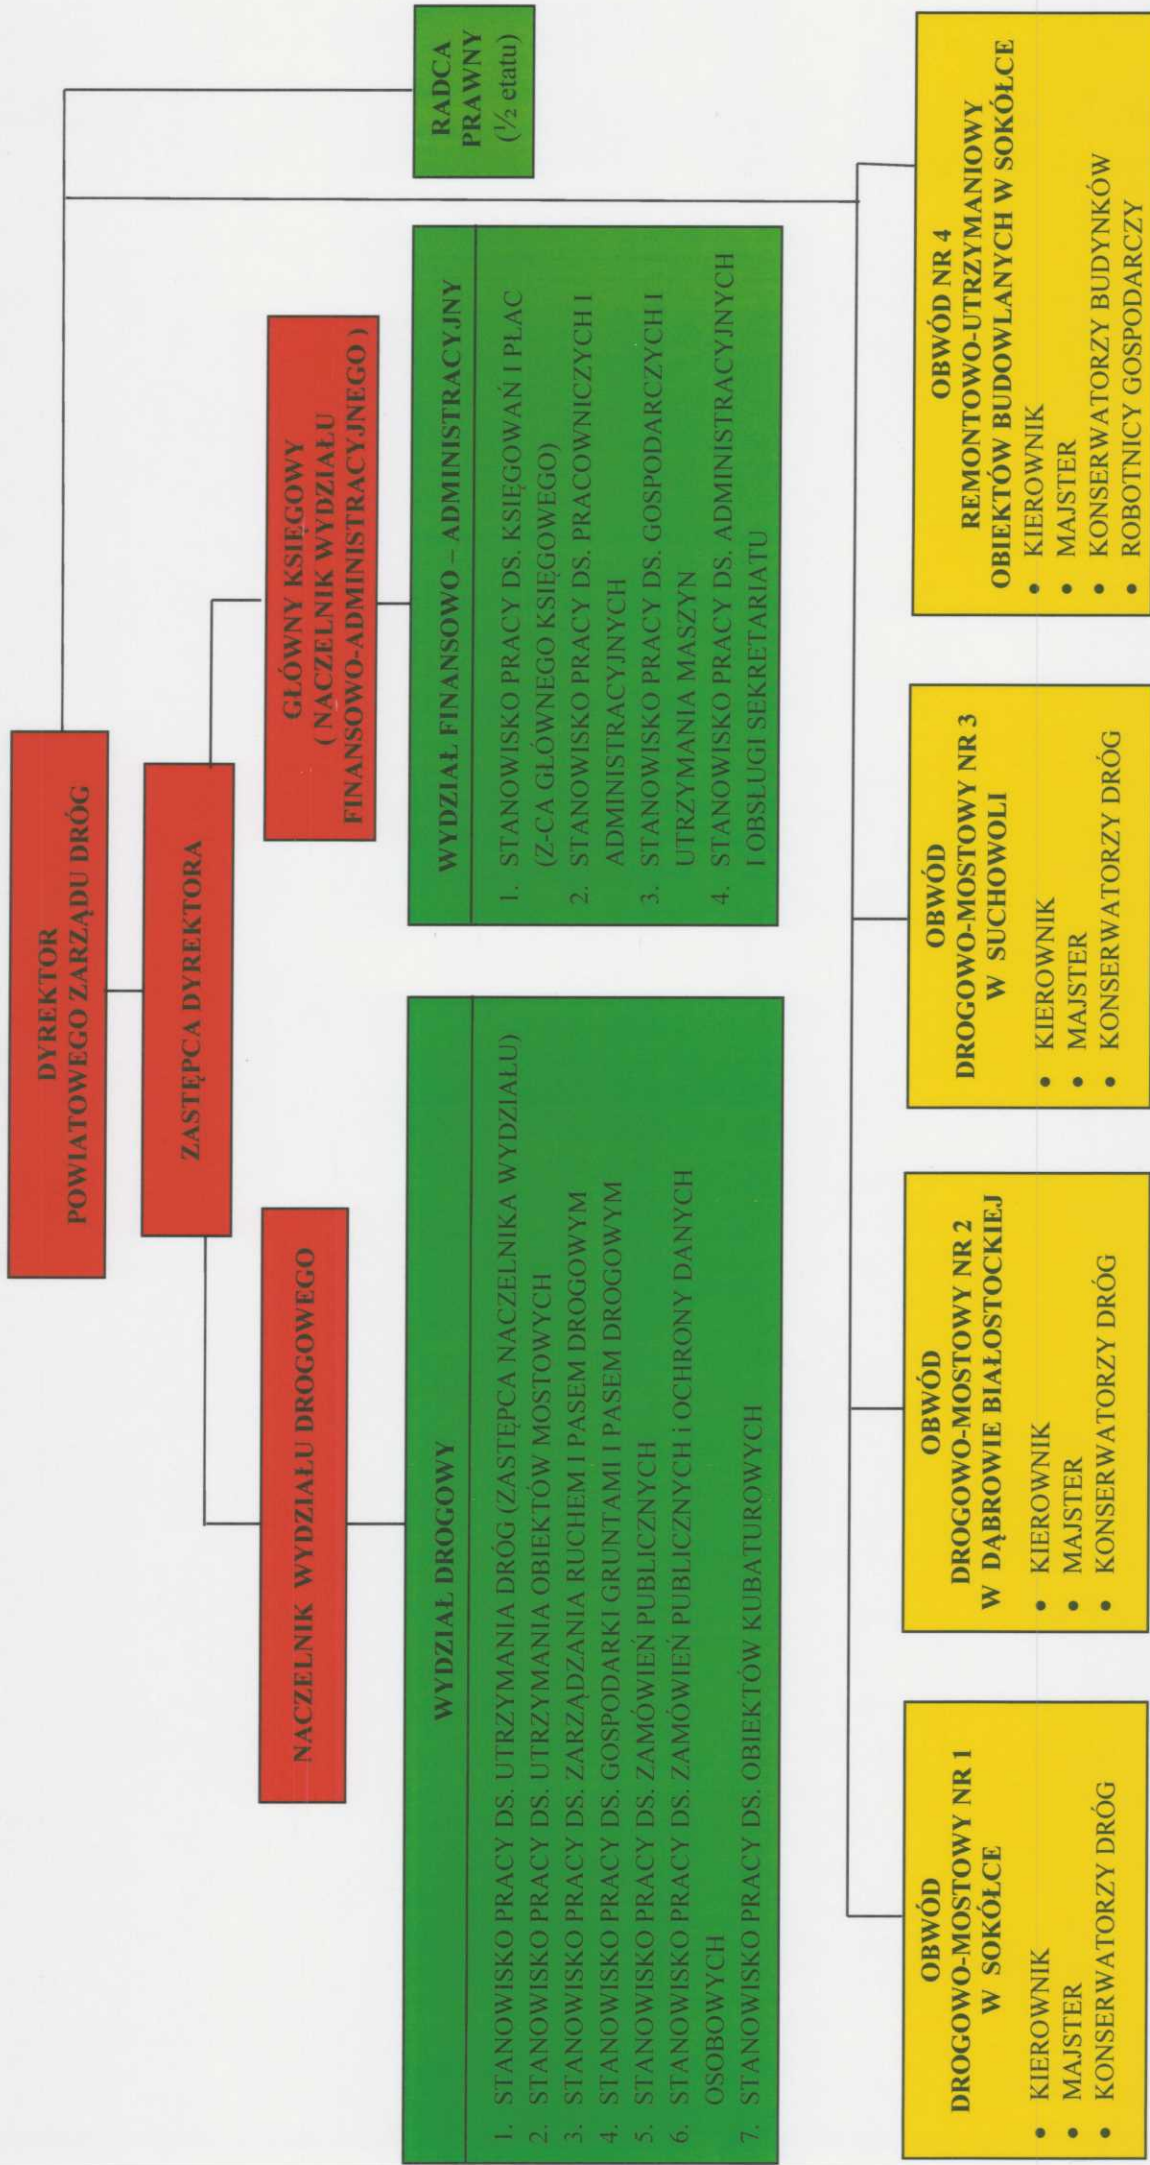 DYREKTOR
POWIATOWEGO ZARZĄDU DRÓG
ZASTĘPCA DYREKTORA
NACZELNIK WYDZIAŁU DROGOWEGO
GŁÓWNY KSIĘGOWY
( NACZELNIK WYDZIAŁU
FINANSOWO-ADMINISTRACYJNEGO )
RADCA
PRAWNY
(½ etatu)
WYDZIAŁ DROGOWY
1. STANOWISKO PRACY DS. UTRZYMANIA DRÓG (ZASTĘPCA NACZELNIKA WYDZIAŁU)
2. STANOWISKO PRACY DS. UTRZYMANIA OBIEKTÓW MOSTOWYCH
3. STANOWISKO PRACY DS. ZARZĄDZANIA RUCHEM I PASEM DROGOWYM
4. STANOWISKO PRACY DS. GOSPODARKI GRUNTAMI I PASEM DROGOWYM
5. STANOWISKO PRACY DS. ZAMÓWIEŃ PUBLICZNYCH
6. STANOWISKO PRACY DS. ZAMÓWIEŃ PUBLICZNYCH i OCHRONY DANYCH
OSOBOWYCH
7. STANOWISKO PRACY DS. OBIEKTÓW KUBATUROWYCH
WYDZIAŁ FINANSOWO – ADMINISTRACYJNY
1. STANOWISKO PRACY DS. KSIĘGOWAŃ I PŁAC
(Z-CA GŁÓWNEGO KSIĘGOWEGO)
2. STANOWISKO PRACY DS. PRACOWNICZYCH I
ADMINISTRACYJNYCH
3. STANOWISKO PRACY DS. GOSPODARCZYCH I
UTRZYMANIA MASZYN
4. STANOWISKO PRACY DS. ADMINISTRACYJNYCH
I OBSŁUGI SEKRETARIATU
OBWÓD
DROGOWO-MOSTOWY NR 1
W SOKÓŁCE
• KIEROWNIK
• MAJSTER
• KONSERWATORZY DRÓG
OBWÓD
DROGOWO-MOSTOWY NR 2
W DĄBROWIE BIAŁOSTOCKIEJ
• KIEROWNIK
• MAJSTER
• KONSERWATORZY DRÓG
OBWÓD
DROGOWO-MOSTOWY NR 3
W SUCHOWOLI
• KIEROWNIK
• MAJSTER
• KONSERWATORZY DRÓG
OBWÓD NR 4
REMONTOWO-UTRZYMANIOWY
OBIEKTÓW BUDOWLANYCH W SOKÓŁCE
• KIEROWNIK
• MAJSTER
• KONSERWATORZY BUDYNKÓW
• ROBOTNICY GOSPODARCZY